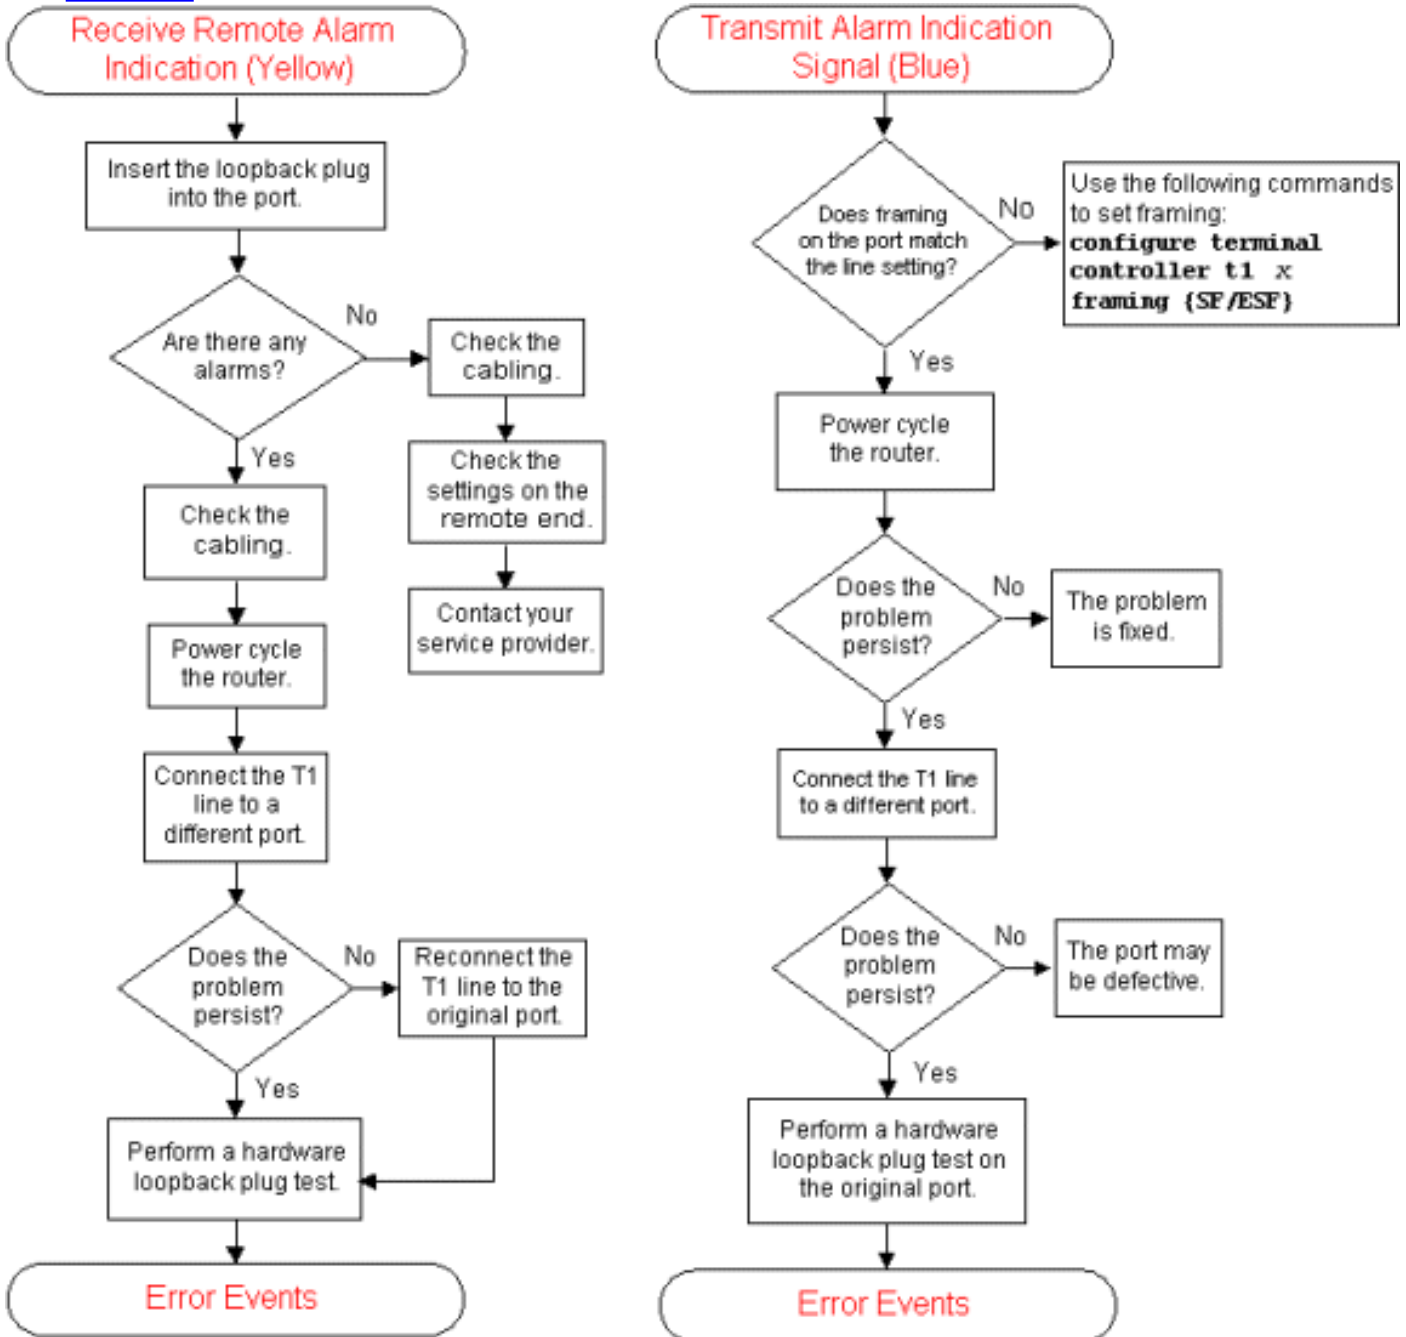 Receive Remote Alarm
Indication (Yellow)
Insert the loopback plug
into the port.
Are there any
alarms?
No
Check the
cabling.
Check the
settings on the
remote end.
Contact your
service provider.
Yes
Check the
cabling.
Power cycle
the router.
Connect the T1
line to a
different port.
Does the
problem
persist?
No
Reconnect the
T1 line to the
original port.
Yes
Perform a hardware
loopback plug test.
Error Events
Transmit Alarm Indication
Signal (Blue)
Does framing
on the port match
the line setting?
No
Use the following commands
to set framing:
configure terminal
controller t1 x
framing {SF/ESF}
Yes
Power cycle
the router.
Does the
problem
persist?
No
The problem
is fixed.
Yes
Connect the T1 line
to a different port.
Does the
problem
persist?
No
The port may
be defective.
Yes
Perform a hardware
loopback plug test on
the original port.
Error Events